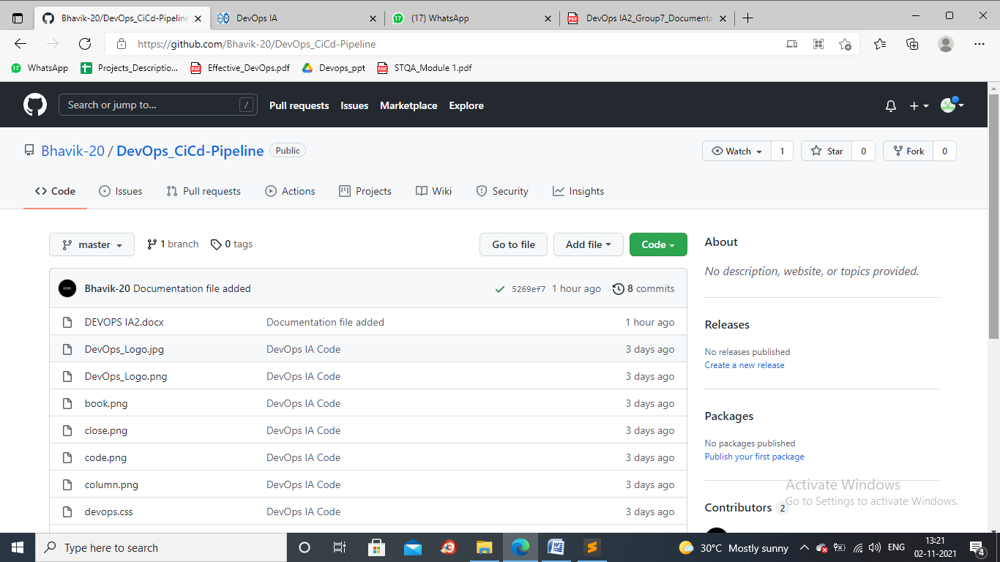 Bhavik-20/DevOps_CiCd-Pipeline
DevOps IA
(17) WhatsApp
DevOps IA2_Group7_Documenta
https://github.com/Bhavik-20/DevOps_CiCd-Pipeline
WhatsApp
Projects_Descriptio...
Effective_DevOps.pdf
Devops_ppt
STQA_Module 1.pdf
Search or jump to...
/
Pull requests
Issues
Marketplace
Explore
Bhavik-20 / DevOps_CiCd-Pipeline
Public
Watch
1
Star
0
Fork
0
Code
Issues
Pull requests
Actions
Projects
Wiki
Security
Insights
master
1 branch
0 tags
Go to file
Add file
Code
Bhavik-20 Documentation file added
5269ef7
1 hour ago
8 commits
DEVOPS IA2.docx
Documentation file added
1 hour ago
DevOps_Logo.jpg
DevOps IA Code
3 days ago
DevOps_Logo.png
DevOps IA Code
3 days ago
book.png
DevOps IA Code
3 days ago
close.png
DevOps IA Code
3 days ago
code.png
DevOps IA Code
3 days ago
column.png
DevOps IA Code
3 days ago
devops.css
DevOps IA Code
3 days ago
About
No description, website, or topics provided.
Releases
No releases published
Create a new release
Packages
No packages published
Publish your first package
Contributors 2
Activate Windows
Go to Settings to activate Windows.
Type here to search
30°C Mostly sunny
ENG
13:21
02-11-2021
4